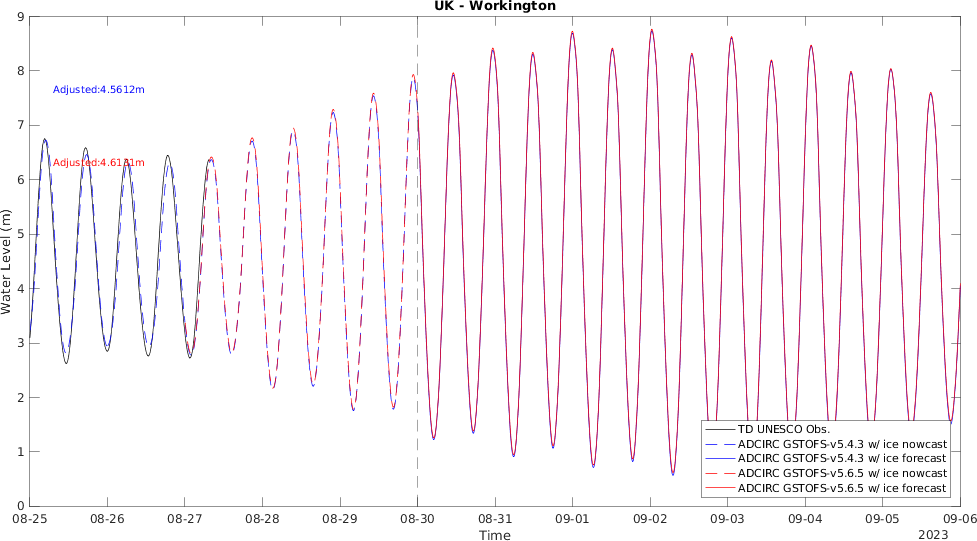 UK - Workington
9
8
7
6
5
4
3
2
1
0
Water Level (m)
Adjusted:4.5612m
Adjusted:4.6171m
TD UNESCO Obs.
ADCIRC GSTOFS-v5.4.3 w/ ice nowcast
ADCIRC GSTOFS-v5.4.3 w/ ice forecast
ADCIRC GSTOFS-v5.6.5 w/ ice nowcast
ADCIRC GSTOFS-v5.6.5 w/ ice forecast
08-25 08-26 08-27 08-28 08-29 08-30 08-31 09-01 09-02 09-03 09-04 09-05 09-06
Time
2023